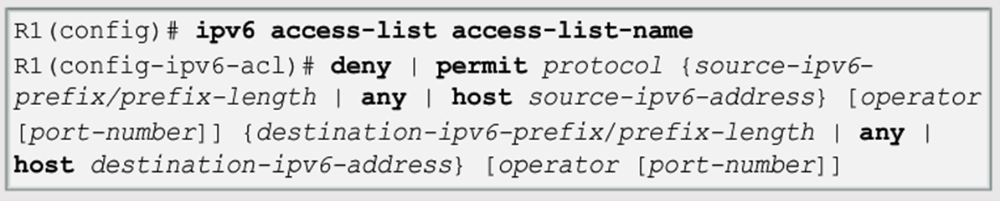 R1(config)# ipv6 access-list access-list-name
R1(config-ipv6-acl)# deny | permit protocol {source-ipv6-
prefix/prefix-length | any | host source-ipv6-address} [operator
[port-number]] {destination-ipv6-prefix/prefix-length | any |
host destination-ipv6-address} [operator [port-number]]